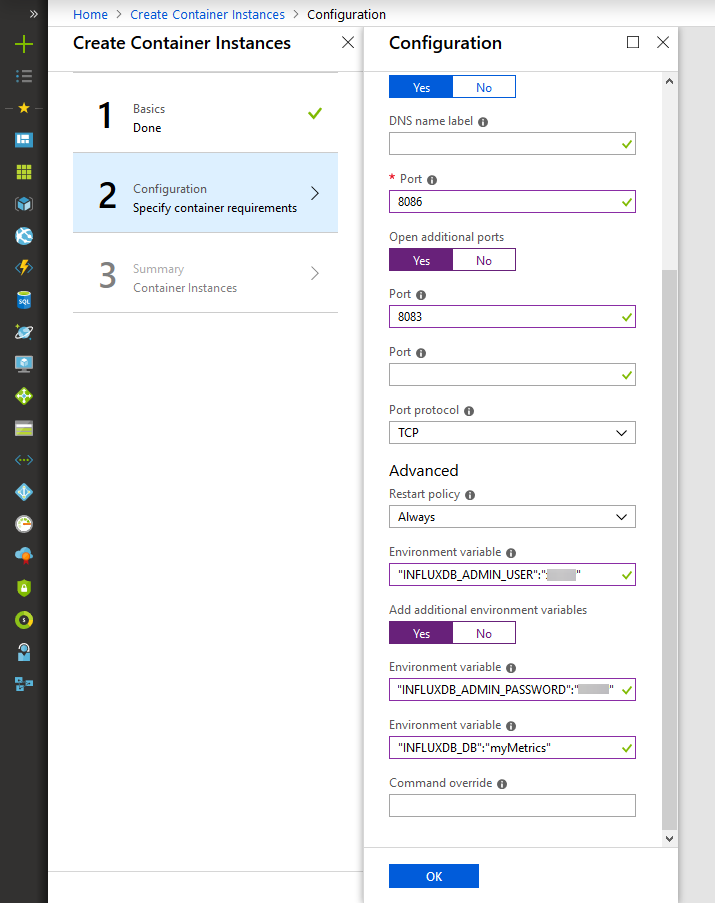 Home > Create Container Instances > Configuration
Create Container Instances
1
Basics
Done
2
Configuration
Specify container requirements
3
Summary
Container Instances
Configuration
Yes No
DNS name label
* Port
8086
Open additional ports
Yes No
Port
8083
Port
Port protocol
TCP
Advanced
Restart policy
Always
Environment variable
"INFLUXDB_ADMIN_USER":" "
Add additional environment variables
Yes No
Environment variable
"INFLUXDB_ADMIN_PASSWORD":" "
Environment variable
"INFLUXDB_DB":"myMetrics"
Command override
OK